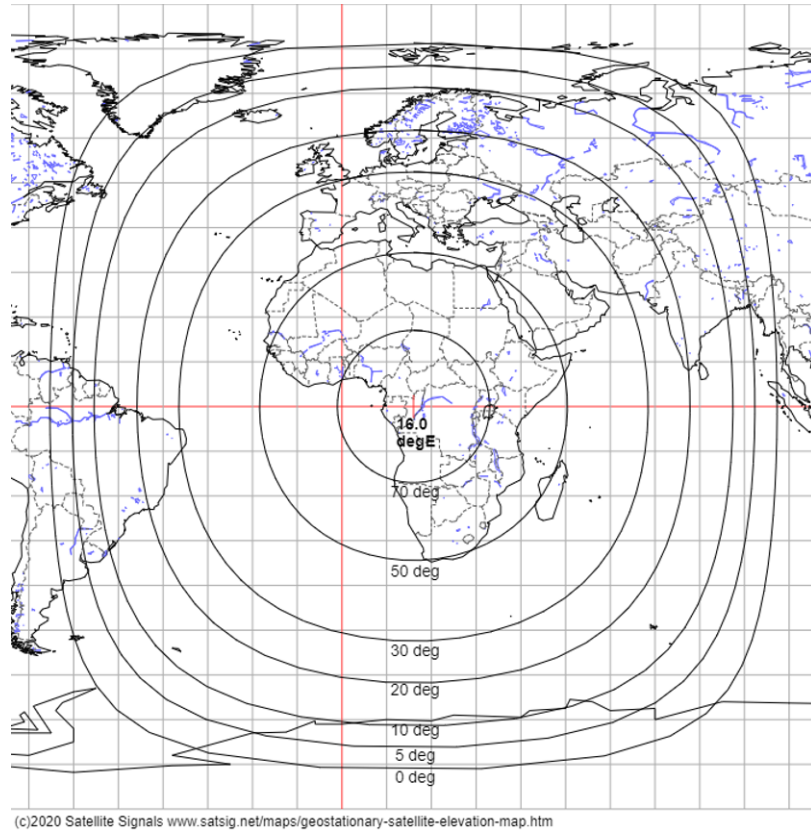 16.0
degE
70 deg
50 deg
30 deg
20 deg
10 deg
5 deg
0 deg
(c)2020 Satellite Signals www.satsig.net/maps/geostationary-satellite-elevation-map.htm